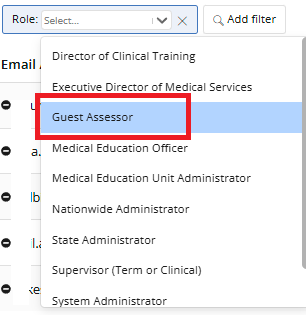 Role: Select... Add filter
Email
Director of Clinical Training
Executive Director of Medical Services
Guest Assessor
Medical Education Officer
Medical Education Unit Administrator
Nationwide Administrator
State Administrator
Supervisor (Term or Clinical)
System Administrator